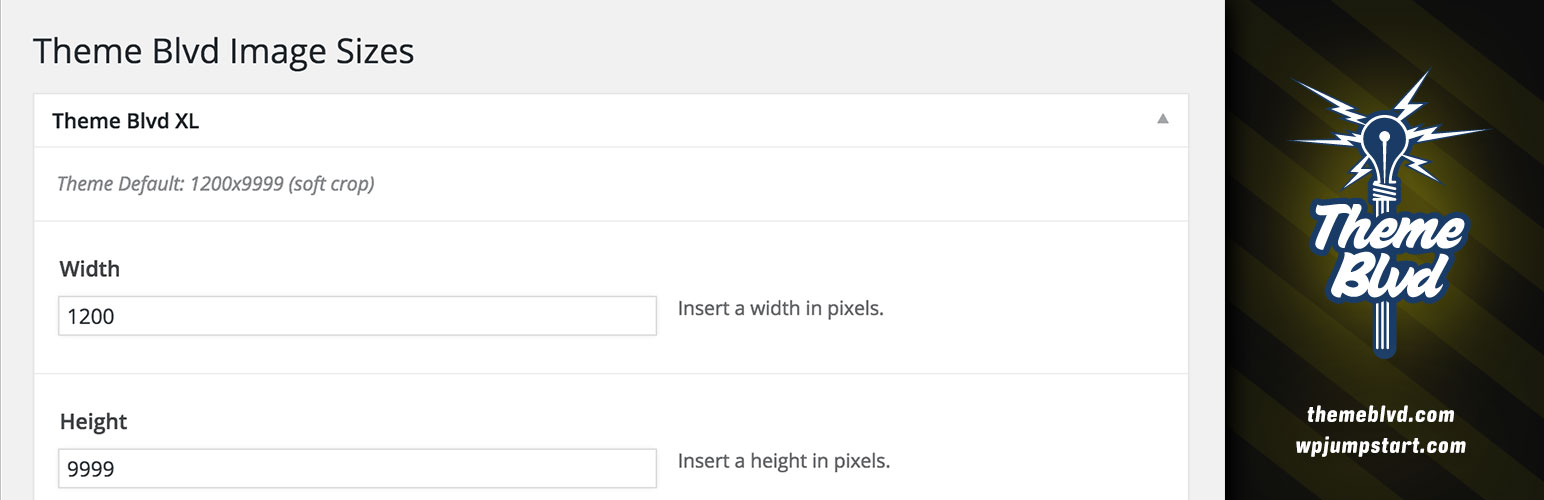 Theme Blvd Image Sizes
Theme Blvd XL
Theme Default: 1200x9999 (soft crop)
Width
1200
Insert a width in pixels.
Height
9999
Insert a height in pixels.
Theme
Blvd
themeblvd.com
wpjumpstart.com